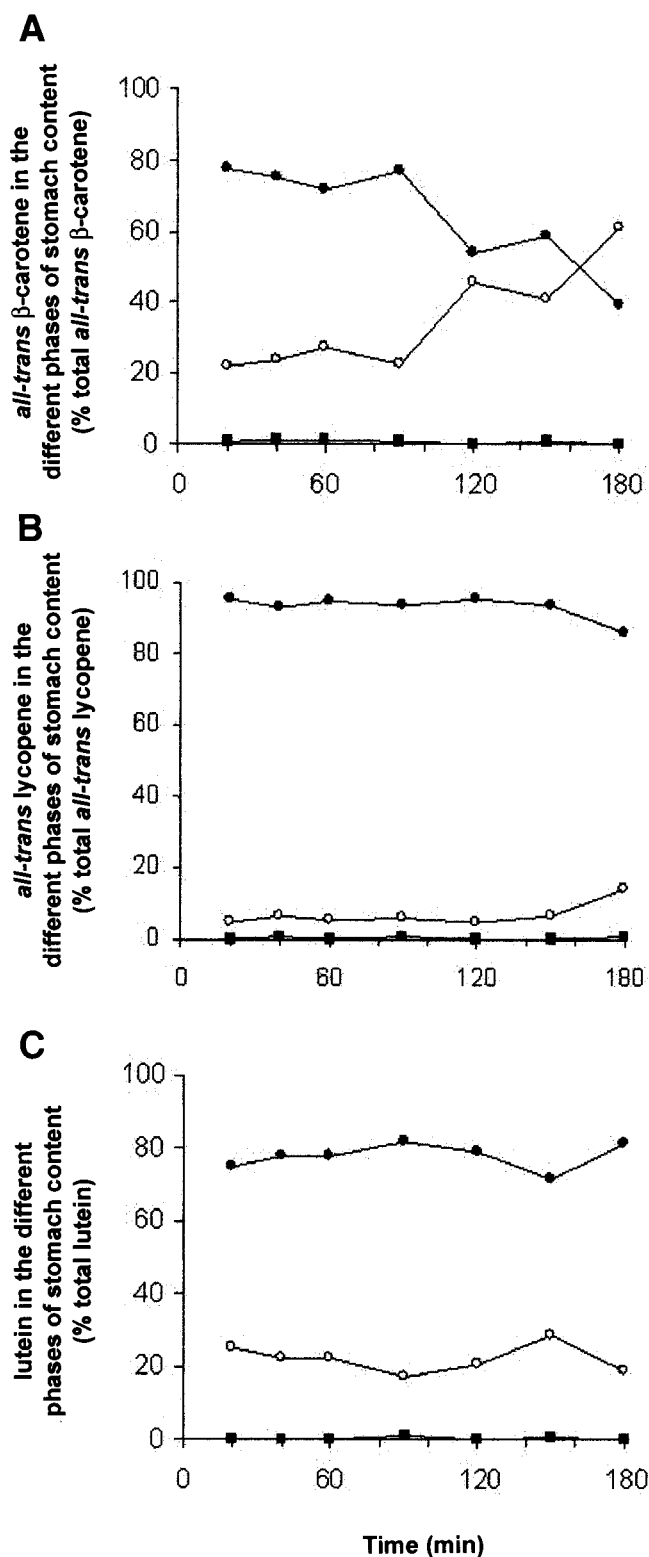 A
all-trans β-carotene in the
different phases of stomach content
(% total all-trans β-carotene)
100
80
60
40
20
0
0 60 120 180
B
all-trans lycopene in the
different phases of stomach content
(% total all-trans lycopene)
100
80
60
40
20
0
0 60 120 180
C
lutein in the different
phases of stomach content
(% total lutein)
100
80
60
40
20
0
0 60 120 180
Time (min)